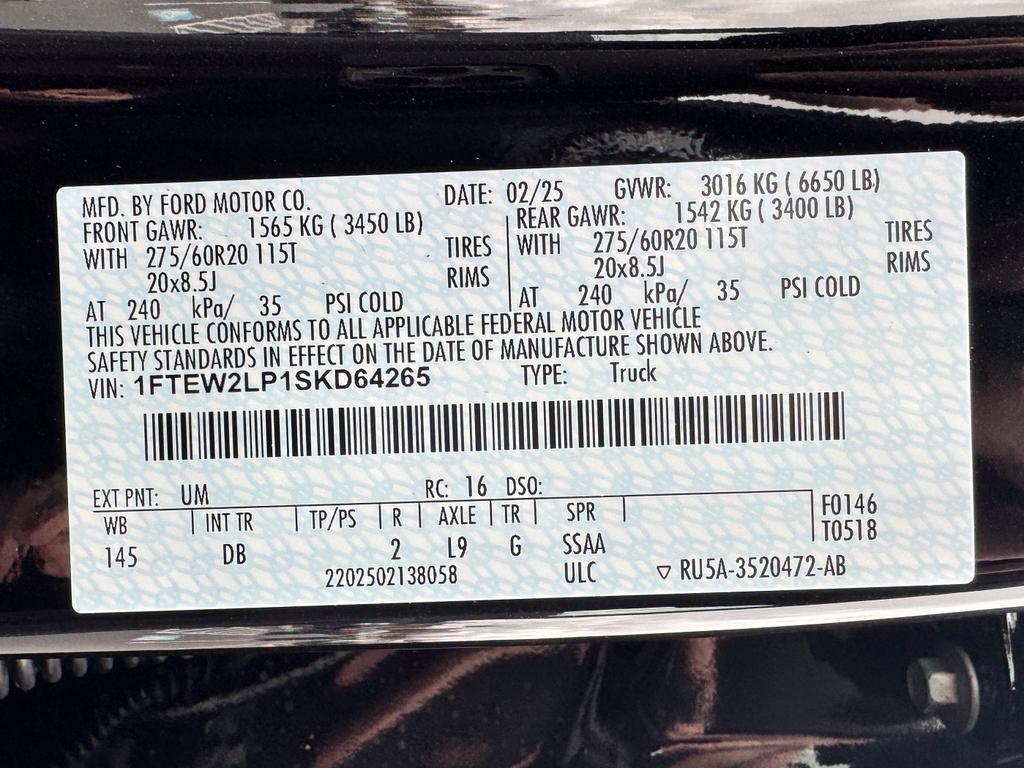 MFD. BY FORD MOTOR CO. DATE: 02/25 GVWR: 3016 KG ( 6650 LB)
FRONT GAWR: 1565 KG ( 3450 LB) REAR GAWR: 1542 KG ( 3400 LB)
WITH 275/60R20 115T TIRES WITH 275/60R20 115T TIRES
20x8.5J RIMS 20x8.5J RIMS
AT 240 kPa/ 35 PSI COLD AT 240 kPa/ 35 PSI COLD
THIS VEHICLE CONFORMS TO ALL APPLICABLE FEDERAL MOTOR VEHICLE
SAFETY STANDARDS IN EFFECT ON THE DATE OF MANUFACTURE SHOWN ABOVE.
VIN: 1FTEW2LP1SKD64265 TYPE: Truck
EXT PNT: UM RC: 16 DSO:
WB INT TR TP/PS R AXLE TR SPR F0146
T0518
145 DB 2 L9 G SSAA
2202502138058 ULC ▽ RU5A-3520472-AB